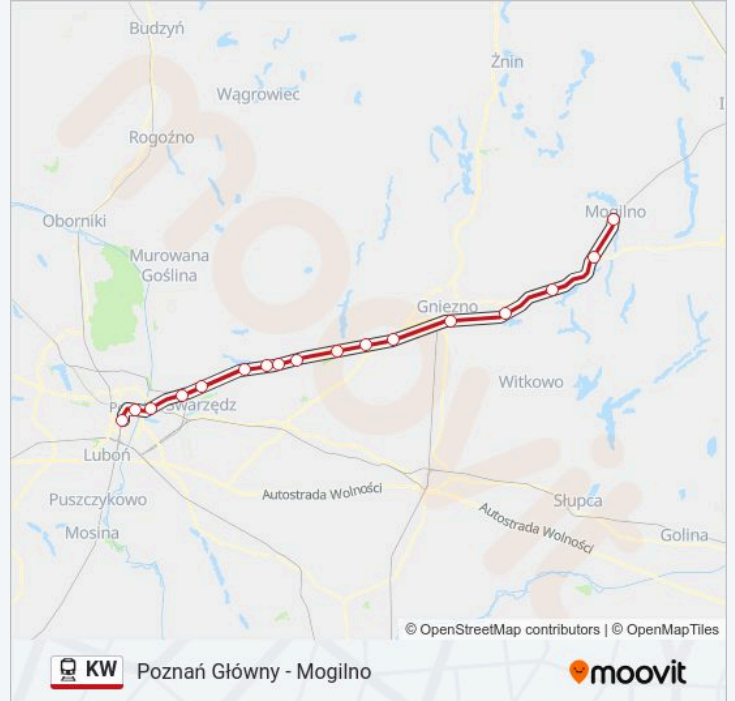 Budzyń
Żnin
Wągrowiec
Rogoźno
Oborniki
Mogilno
Murowana
Goślina
Gniezno
Witkowo
Swarzędz
Luboń
Puszczykowo
Autostrada Wolności
Słupca
Mosina
Autostrada Wolności
Golina
© OpenStreetMap contributors | © OpenMapTiles
KW
Poznań Główny - Mogilno
moovit